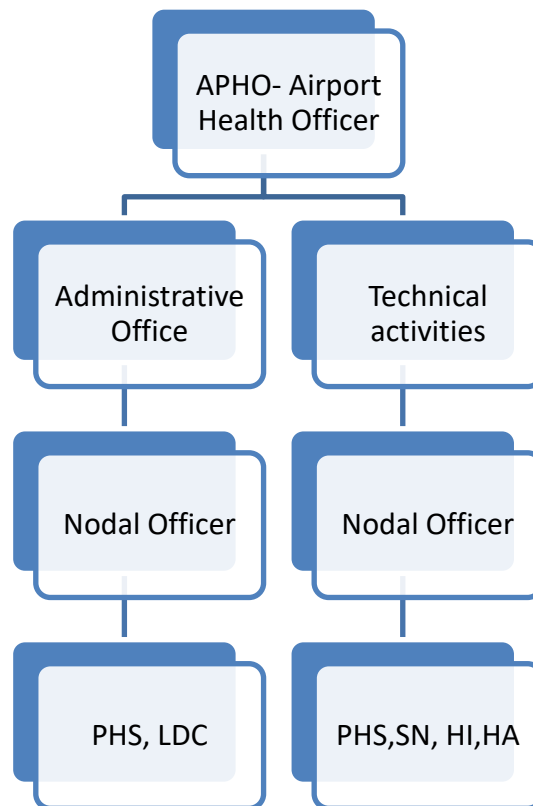 APHO- Airport
Health Officer
Administrative
Office
Technical
activities
Nodal Officer
Nodal Officer
PHS, LDC
PHS,SN, HI,HA